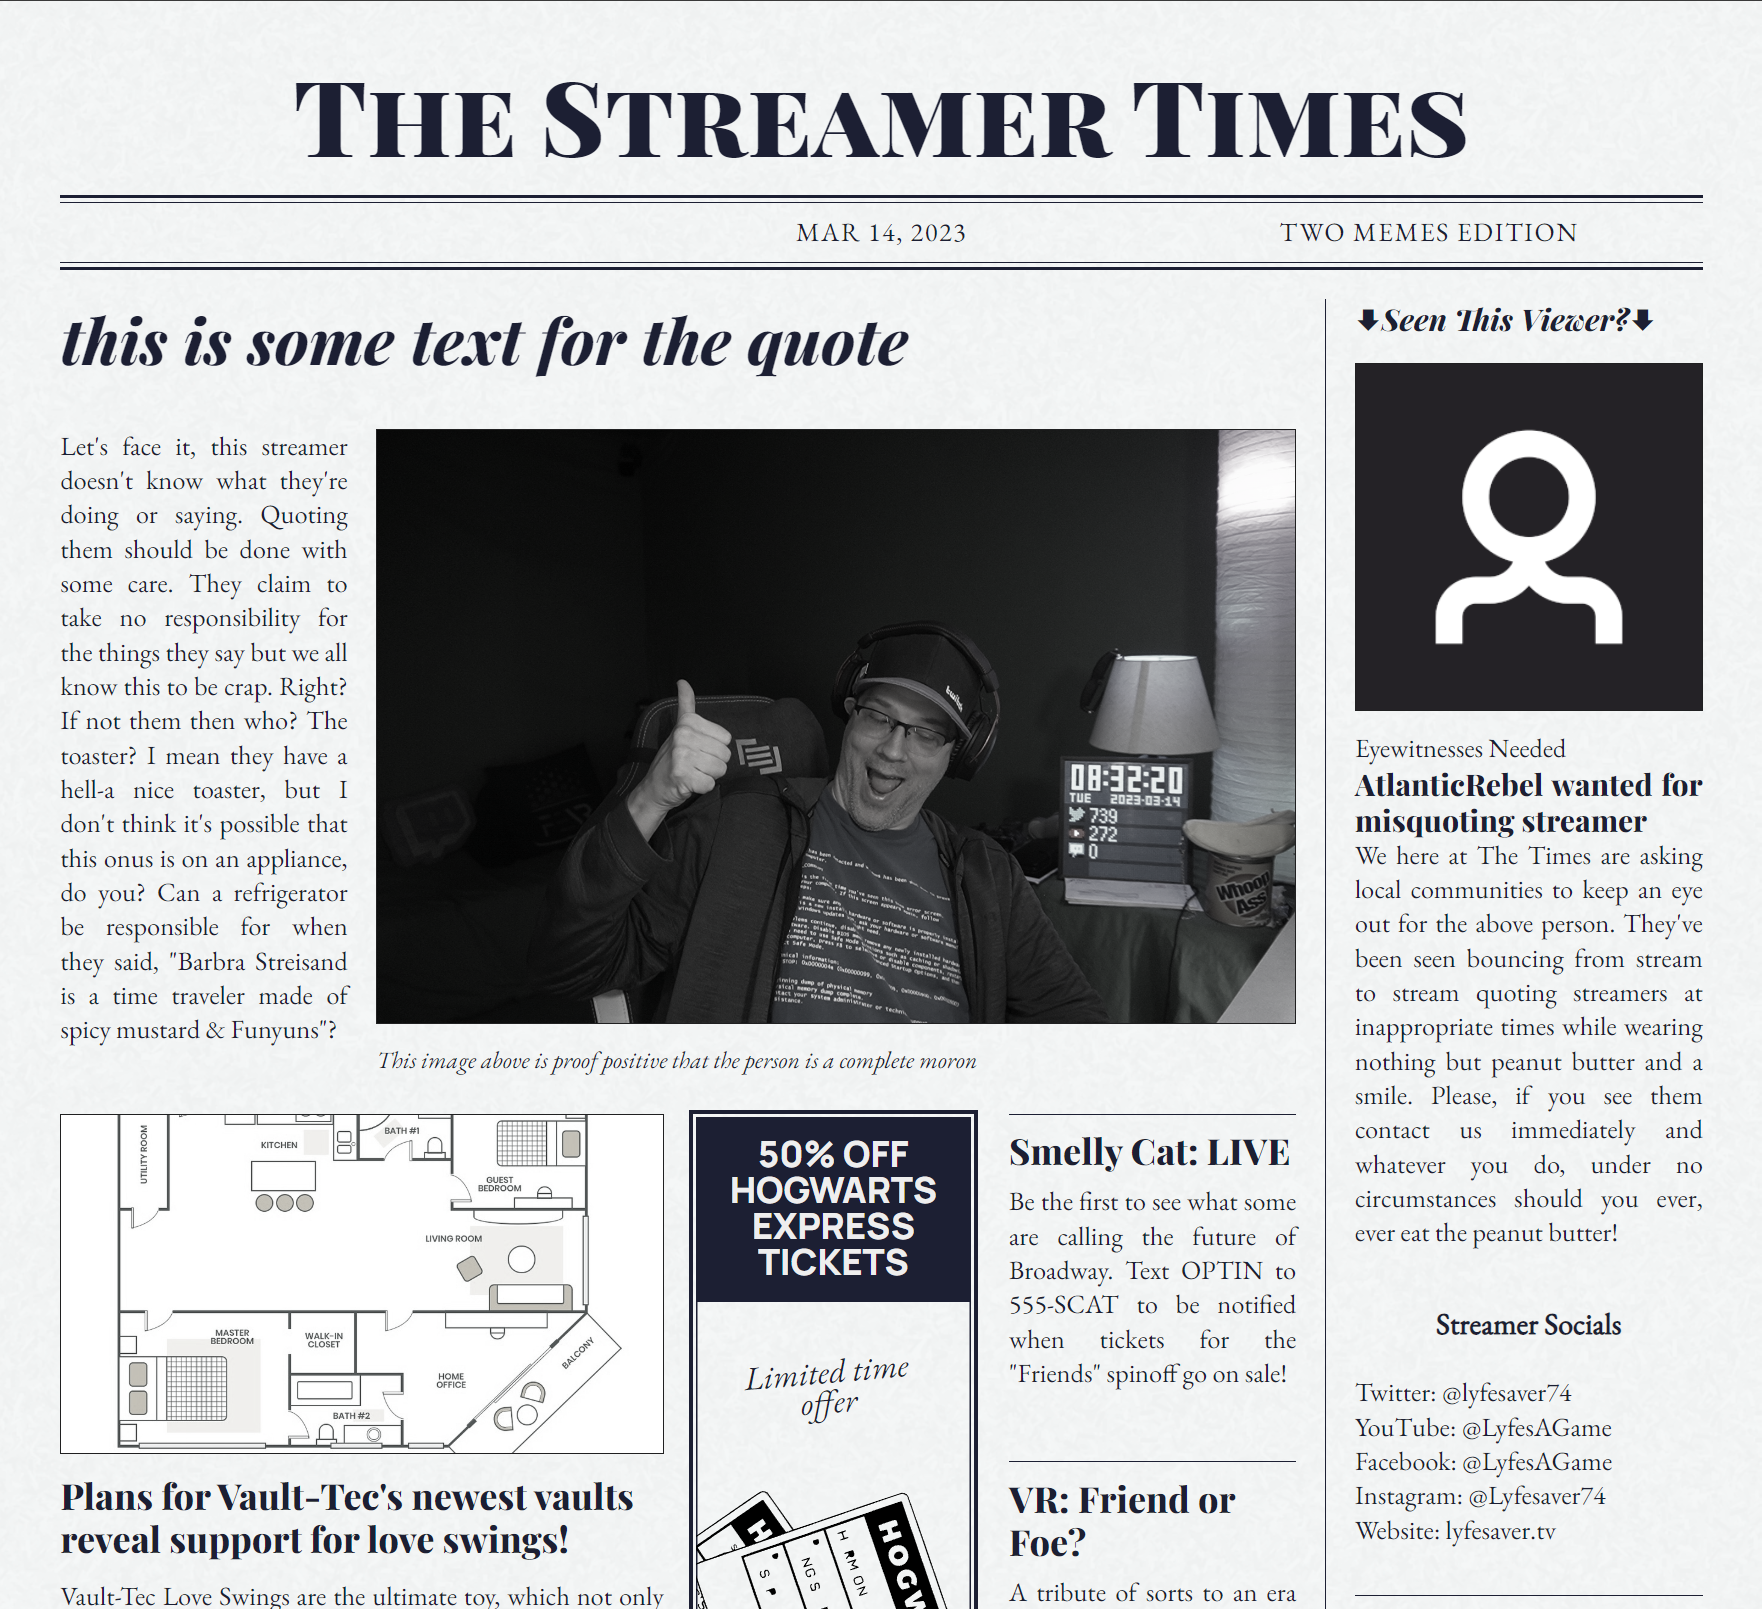 THE STREAMER TIMES
MAR 14, 2023
TWO MEMES EDITION
this is some text for the quote
Let's face it, this streamer
doesn't know what they're
doing or saying. Quoting
them should be done with
some care. They claim to
take no responsibility for
the things they say but we all
know this to be crap. Right?
If not them then who? The
toaster? I mean they have a
hell-a nice toaster, but I
don't think it's possible that
this onus is on an appliance,
do you? Can a refrigerator
be responsible for when
they said, "Barbra Streisand
is a time traveler made of
spicy mustard & Funyuns"?
twitch
08:32:20
TUE 2023-03-14
739
272
0
Whoop
Ass
This image above is proof positive that the person is a complete moron
UTILITY ROOM
KITCHEN
BATH #1
GUEST
BEDROOM
LIVING ROOM
MASTER
BEDROOM
WALK-IN
CLOSET
HOME
OFFICE
BALCONY
BATH #2
Plans for Vault-Tec's newest vaults
reveal support for love swings!
Vault-Tec Love Swings are the ultimate toy, which not only
50% OFF
HOGWARTS
EXPRESS
TICKETS
Limited time
offer
HOGW
Smelly Cat: LIVE
Be the first to see what some
are calling the future of
Broadway. Text OPTIN to
555-SCAT to be notified
when tickets for the
"Friends" spinoff go on sale!
VR: Friend or
Foe?
A tribute of sorts to an era
🡇Seen This Viewer?🡇
Eyewitnesses Needed
AtlanticRebel wanted for
misquoting streamer
We here at The Times are asking
local communities to keep an eye
out for the above person. They've
been seen bouncing from stream
to stream quoting streamers at
inappropriate times while wearing
nothing but peanut butter and a
smile. Please, if you see them
contact us immediately and
whatever you do, under no
circumstances should you ever,
ever eat the peanut butter!
Streamer Socials
Twitter: @lyfesaver74
YouTube: @LyfesAGame
Facebook: @LyfesAGame
Instagram: @Lyfesaver74
Website: lyfesaver.tv